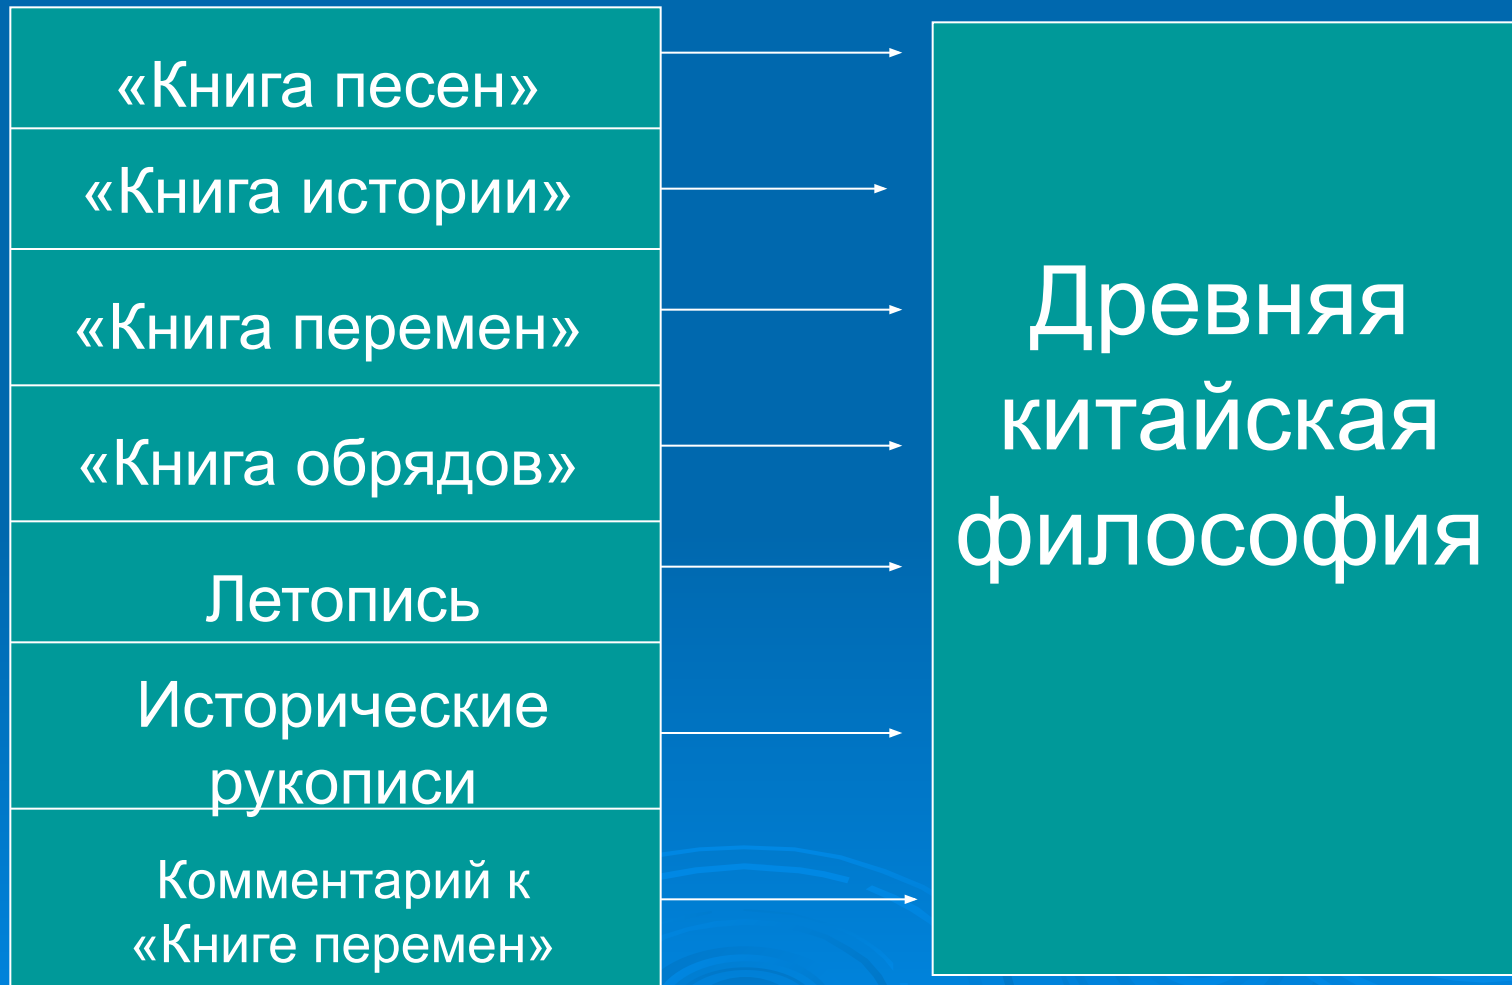 «Книга песен»
«Книга истории»
«Книга перемен»
«Книга обрядов»
Летопись
Исторические
рукописи
Комментарий к
«Книге перемен»
Древняя
китайская
философия